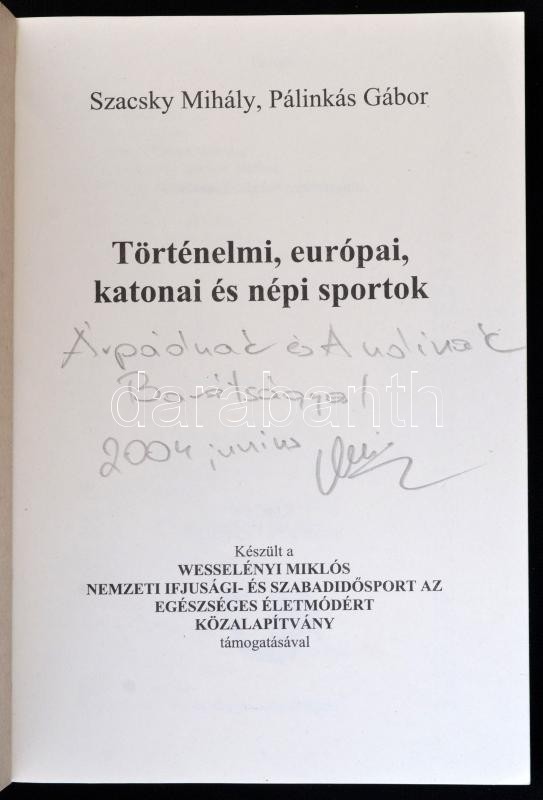 Szacsky Mihály, Pálinkás Gábor
Történelmi, európai,
katonai és népi sportok
Árpádnak és Andinak
Barátsággal
darabanth
2004 június
Készült a
WESSELÉNYI MIKLÓS
NEMZETI IFJUSÁGI- ÉS SZABADIDŐSPORT AZ
EGÉSZSÉGES ÉLETMÓDÉRT
KÖZALAPÍTVÁNY
támogatásával